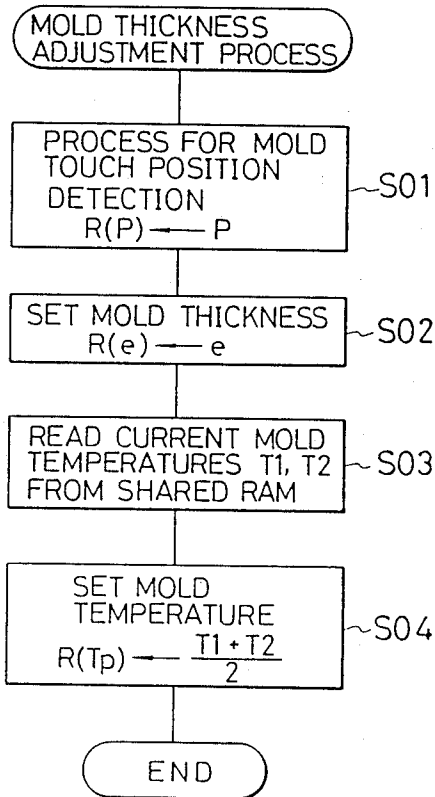 MOLD THICKNESS
ADJUSTMENT PROCESS
PROCESS FOR MOLD
TOUCH POSITION
DETECTION
R(P) ← P
S01
SET MOLD THICKNESS
R(e) ← e
S02
READ CURRENT MOLD
TEMPERATURES T1, T2
FROM SHARED RAM
S03
SET MOLD
TEMPERATURE
R(Tp) ← T1 + T2
2
S04
END